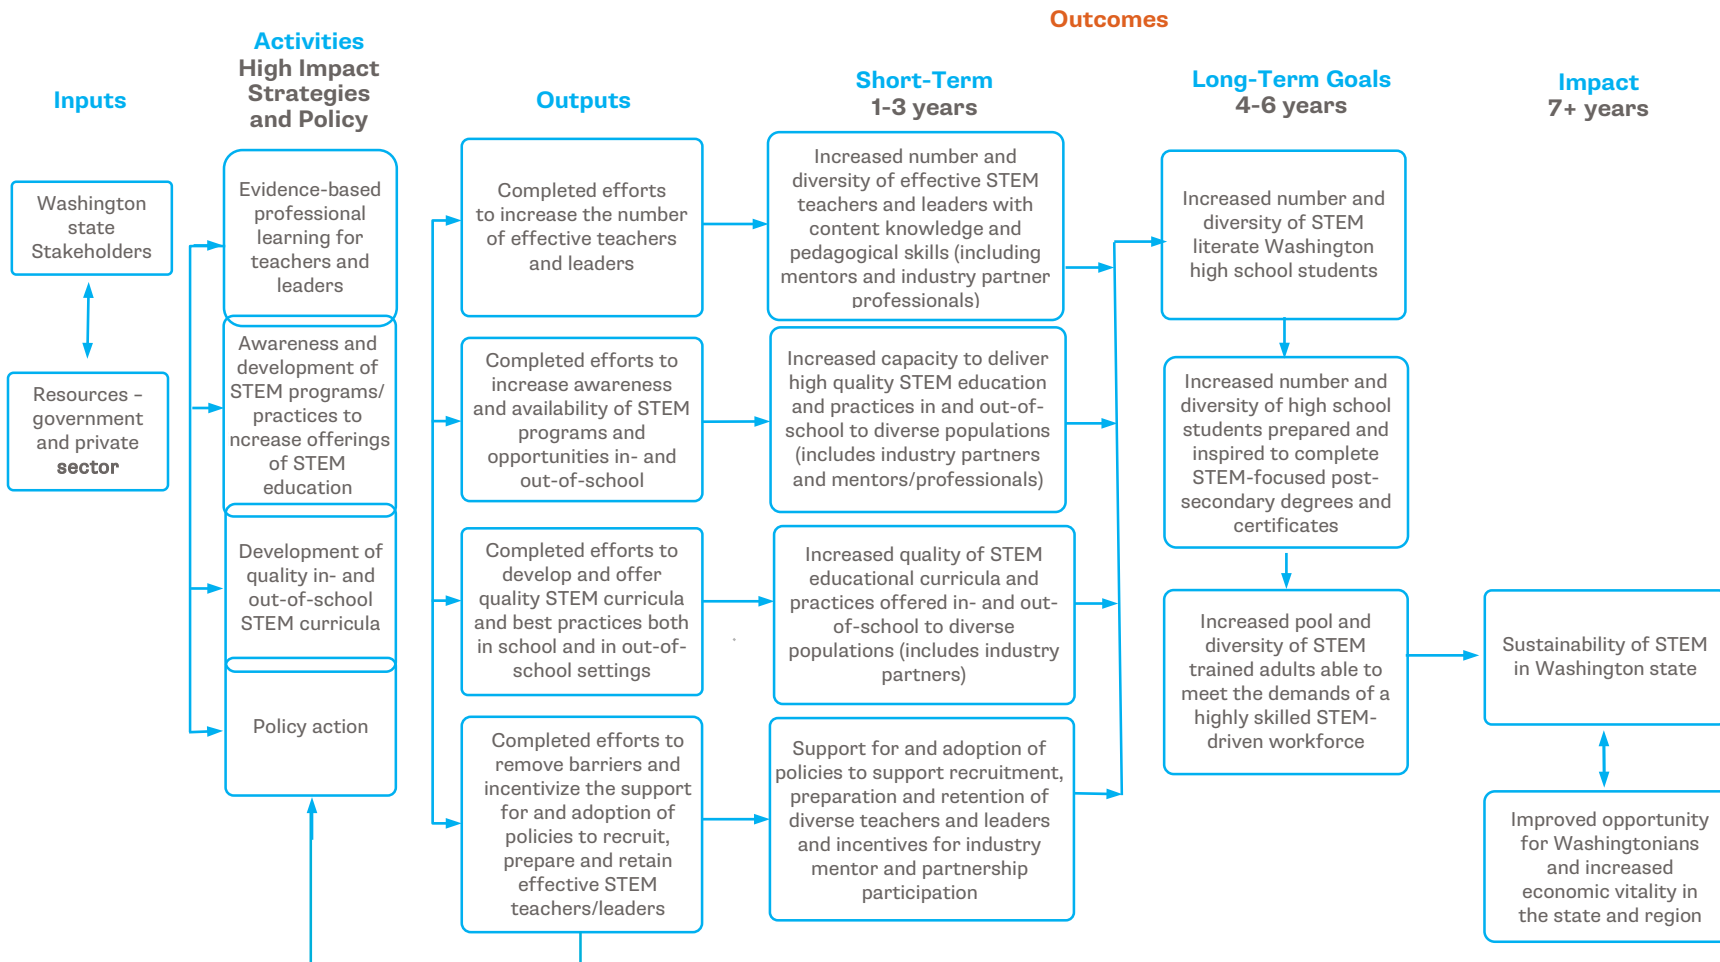 Outcomes
Inputs
Activities
High Impact
Strategies
and Policy
Outputs
Short-Term
1-3 years
Long-Term Goals
4-6 years
Impact
7+ years
Washington
state
Stakeholders
Resources –
government
and private
sector
Evidence-based
professional
learning for
teachers and
leaders
Awareness and
development of
STEM programs/
practices to
ncrease offerings
of STEM
education
Development of
quality in- and
out-of-school
STEM curricula
Policy action
Completed efforts
to increase the number
of effective teachers
and leaders
Completed efforts to
increase awareness
and availability of STEM
programs and
opportunities in- and
out-of-school
Completed efforts to
develop and offer
quality STEM curricula
and best practices both
in school and in out-of-
school settings
Completed efforts to
remove barriers and
incentivize the support
for and adoption of
policies to recruit,
prepare and retain
effective STEM
teachers/leaders
Increased number and
diversity of effective STEM
teachers and leaders with
content knowledge and
pedagogical skills (including
mentors and industry partner
professionals)
Increased capacity to deliver
high quality STEM education
and practices in and out-of-
school to diverse populations
(includes industry partners
and mentors/professionals)
Increased quality of STEM
educational curricula and
practices offered in- and out-
of-school to diverse
populations (includes industry
partners)
Support for and adoption of
policies to support recruitment,
preparation and retention of
diverse teachers and leaders
and incentives for industry
mentor and partnership
participation
Increased number and
diversity of STEM
literate Washington
high school students
Increased number and
diversity of high school
students prepared and
inspired to complete
STEM-focused post-
secondary degrees and
certificates
Increased pool and
diversity of STEM
trained adults able to
meet the demands of a
highly skilled STEM-
driven workforce
Sustainability of STEM
in Washington state
Improved opportunity
for Washingtonians
and increased
economic vitality in
the state and region